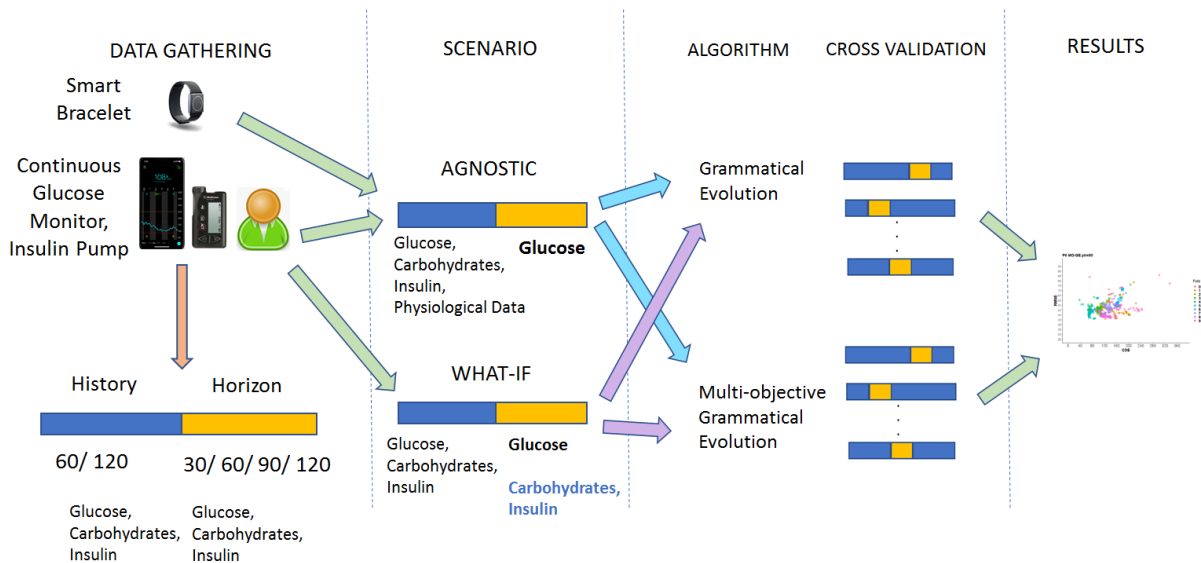 DATA GATHERING
Smart
Bracelet
Continuous
Glucose
Monitor,
Insulin Pump
108
History
Horizon
60/ 120
30/ 60/ 90/ 120
Glucose,
Carbohydrates,
Insulin
Glucose,
Carbohydrates,
Insulin
SCENARIO
AGNOSTIC
Glucose,
Carbohydrates,
Insulin,
Physiological Data
Glucose
WHAT-IF
Glucose,
Carbohydrates,
Insulin
Glucose
Carbohydrates,
Insulin
ALGORITHM
Grammatical
Evolution
Multi-objective
Grammatical
Evolution
CROSS VALIDATION
RESULTS